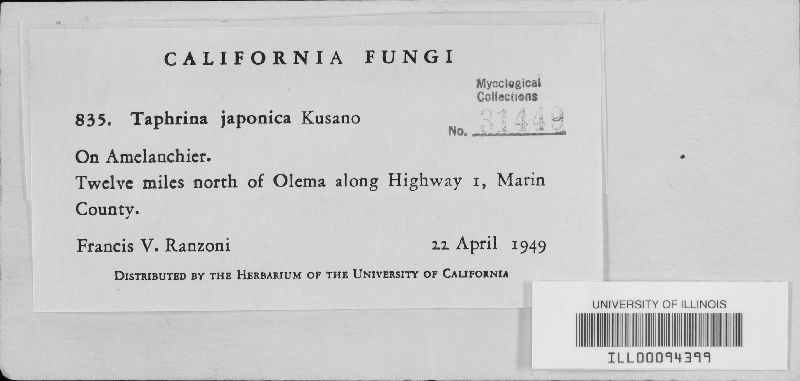 CALIFORNIA FUNGI
Mycological
Collections
No. 31448
835. Taphrina japonica Kusano
On Amelanchier.
Twelve miles north of Olema along Highway 1, Marin
County.
Francis V. Ranzoni 22 April 1949
DISTRIBUTED BY THE HERBARIUM OF THE UNIVERSITY OF CALIFORNIA
UNIVERSITY OF ILLINOIS
ILL00094399